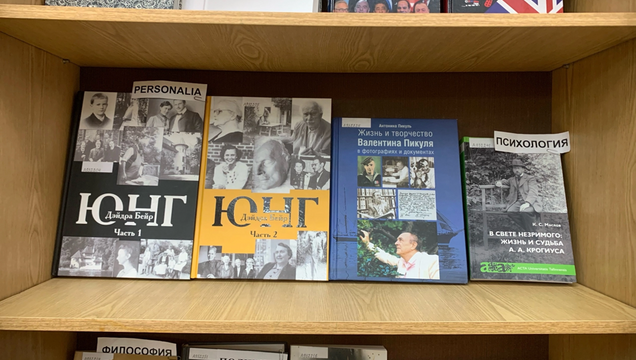 PERSONALIA
ЮНГ
Дэйдра Бейр
Часть 1
ЮНГ
Дэйдра Бейр
Часть 2
Антонина Пикуль
Жизнь и творчество
Валентина Пикуля
в фотографиях и документах
ПСИХОЛОГИЯ
В СВЕТЕ НЕЗРИМОГО:
ЖИЗНЬ И СУДЬБА
А. А. КРОГИУСА
ФИЛОСОФИЯ